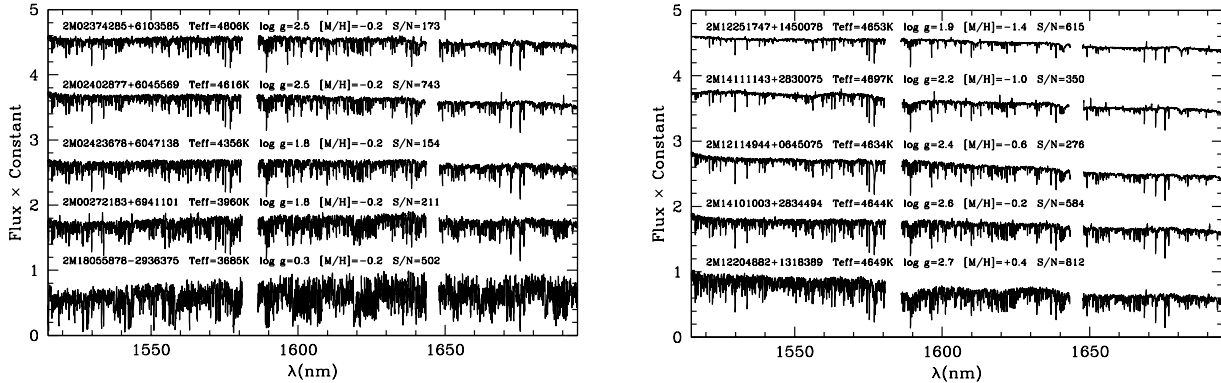 5
4
3
2
1
0
Flux × Constant
2M02374285+6103585 Teff=4806K log g=2.5 [M/H]=−0.2 S/N=173
2M02402877+6045569 Teff=4616K log g=2.5 [M/H]=−0.2 S/N=743
2M02423678+6047138 Teff=4356K log g=1.8 [M/H]=−0.2 S/N=154
2M00272183+6941101 Teff=3960K log g=1.8 [M/H]=−0.2 S/N=211
2M18055878−2936375 Teff=3685K log g=0.3 [M/H]=−0.2 S/N=502
1550 1600 1650
λ(nm)
5
4
3
2
1
0
Flux × Constant
2M12251747+1450078 Teff=4653K log g=1.9 [M/H]=−1.4 S/N=615
2M14111143+2830075 Teff=4697K log g=2.2 [M/H]=−1.0 S/N=350
2M12114944+0645075 Teff=4634K log g=2.4 [M/H]=−0.6 S/N=276
2M14101003+2834494 Teff=4644K log g=2.6 [M/H]=−0.2 S/N=584
2M12204882+1318389 Teff=4649K log g=2.7 [M/H]=+0.4 S/N=812
1550 1600 1650
λ(nm)